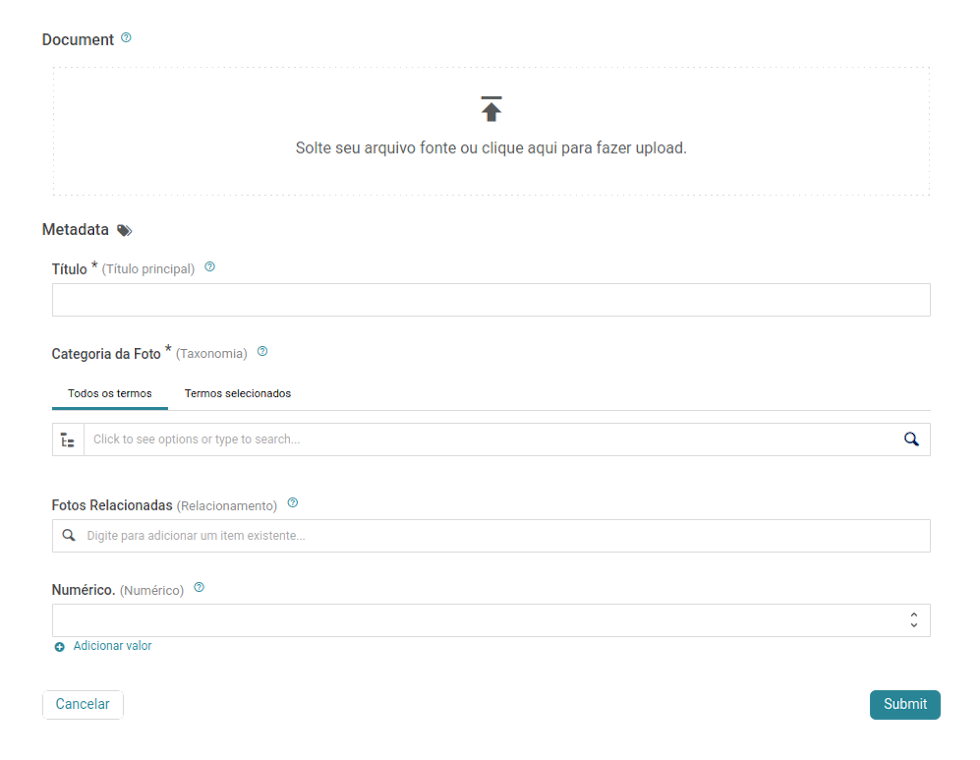 Document
Solte seu arquivo fonte ou clique aqui para fazer upload.
Metadata
Título * (Título principal)
Categoria da Foto * (Taxonomia)
Todos os termos Termos selecionados
Click to see options or type to search...
Fotos Relacionadas (Relacionamento)
Digite para adicionar um item existente...
Numérico. (Numérico)
Adicionar valor
Cancelar Submit